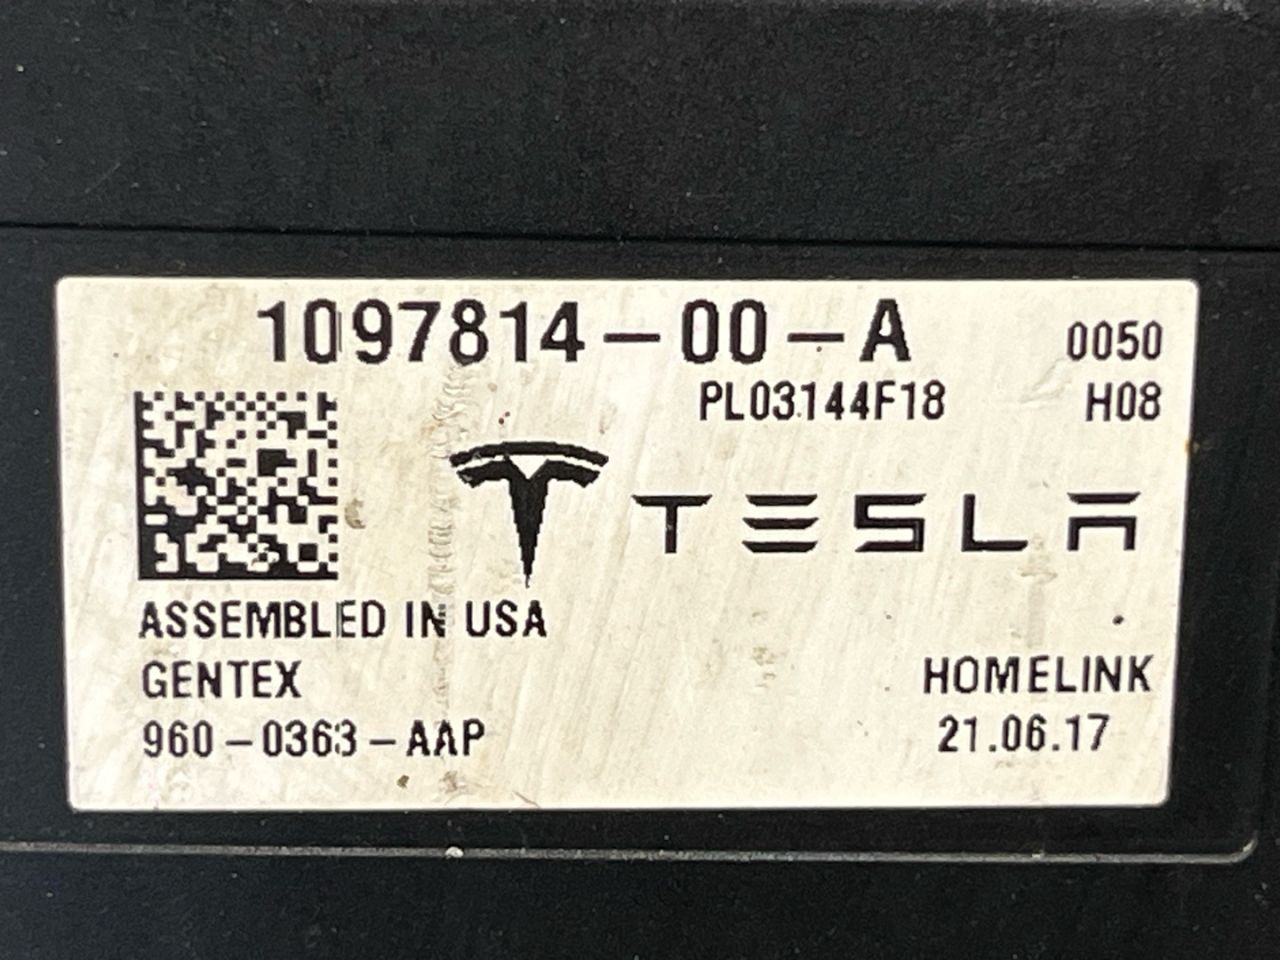 1097814-00-A 0050
PL03144F18 H08
TESLA
ASSEMBLED IN USA
GENTEX HOMELINK
960-0363-AAP 21.06.17